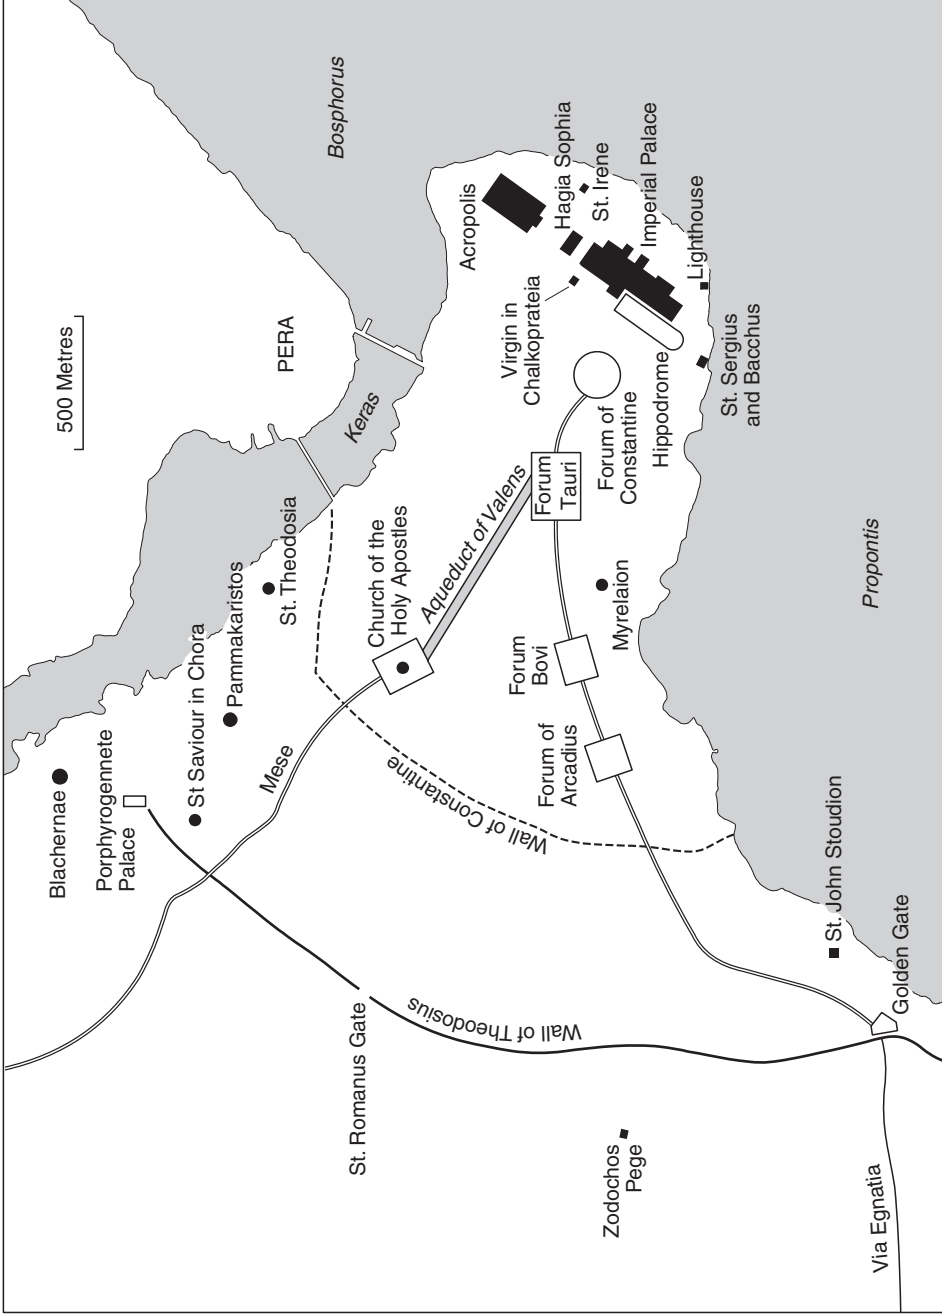 Bosphorus
500 Metres
PERA
Keras
Acropolis
Hagia Sophia
St. Irene
Imperial Palace
Lighthouse
Virgin in
Chalkoprateia
Hippodrome
St. Sergius
and Bacchus
Forum of
Constantine
Forum
Tauri
Aqueduct of Valens
Church of the
Holy Apostles
St. Theodosia
Pammakaristos
St Saviour in Chora
Blachernae
Porphyrogennete
Palace
Mese
Wall of Constantine
Forum
Bovi
Myrelaion
Forum of
Arcadius
Propontis
St. John Stoudion
Golden Gate
Wall of Theodosius
St. Romanus Gate
Zodochos
Pege
Via Egnatia